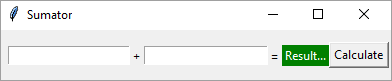 Sumator
+ = Result... Calculate